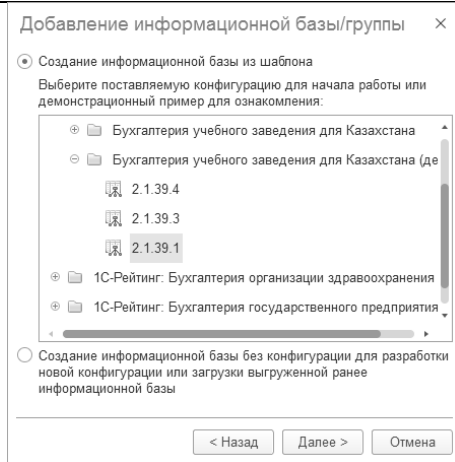 Добавление информационной базы/группы
Создание информационной базы из шаблона
Выберите поставляемую конфигурацию для начала работы или
демонстрационный пример для ознакомления:
Бухгалтерия учебного заведения для Казахстана
Бухгалтерия учебного заведения для Казахстана (де
2.1.39.4
2.1.39.3
2.1.39.1
1С-Рейтинг: Бухгалтерия организации здравоохранения
1С-Рейтинг: Бухгалтерия государственного предприятия
Создание информационной базы без конфигурации для разработки
новой конфигурации или загрузки выгруженной ранее
информационной базы
< Назад Далее > Отмена